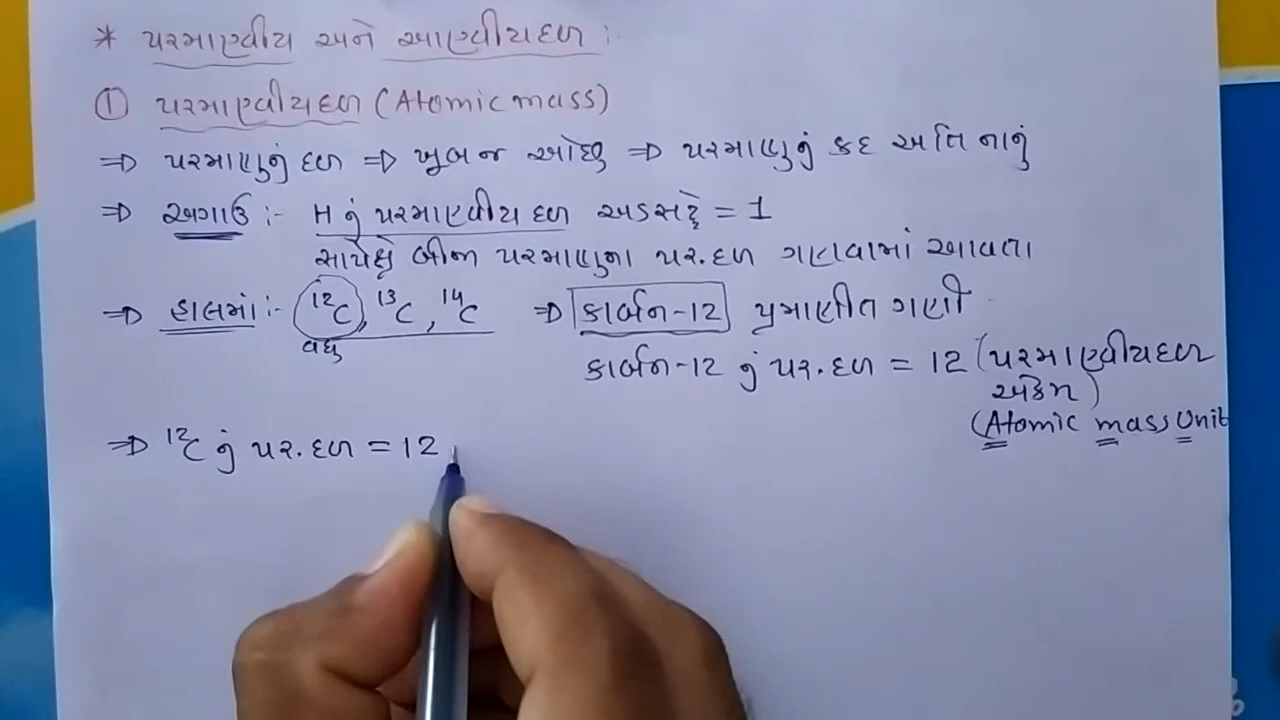 * પરમાણ્વીય અને આણ્વીયદળ :
① પરમાણ્વીયદળ (Atomic mass)
⇒ પરમાણુનું દળ ⇒ ખૂબ જ ઓછુ ⇒ પરમાણુનું કદ અતિ નાનું
⇒ અગાઉ :- H નું પરમાણ્વીય દળ અડસટ્ટે = 1
સાપેક્ષે બીજા પરમાણુના પર. દળ ગણવામાં આવતા
⇒ હાલમાં :- ¹²C, ¹³C, ¹⁴C ⇒ કાર્બન-12 પ્રમાણીત ગણી
વધુ
કાર્બન-12 નું પર. દળ = 12 (પરમાણ્વીયદળ
એકમ)
(Atomic mass Unit
⇒ ¹²C નું પર. દળ = 12